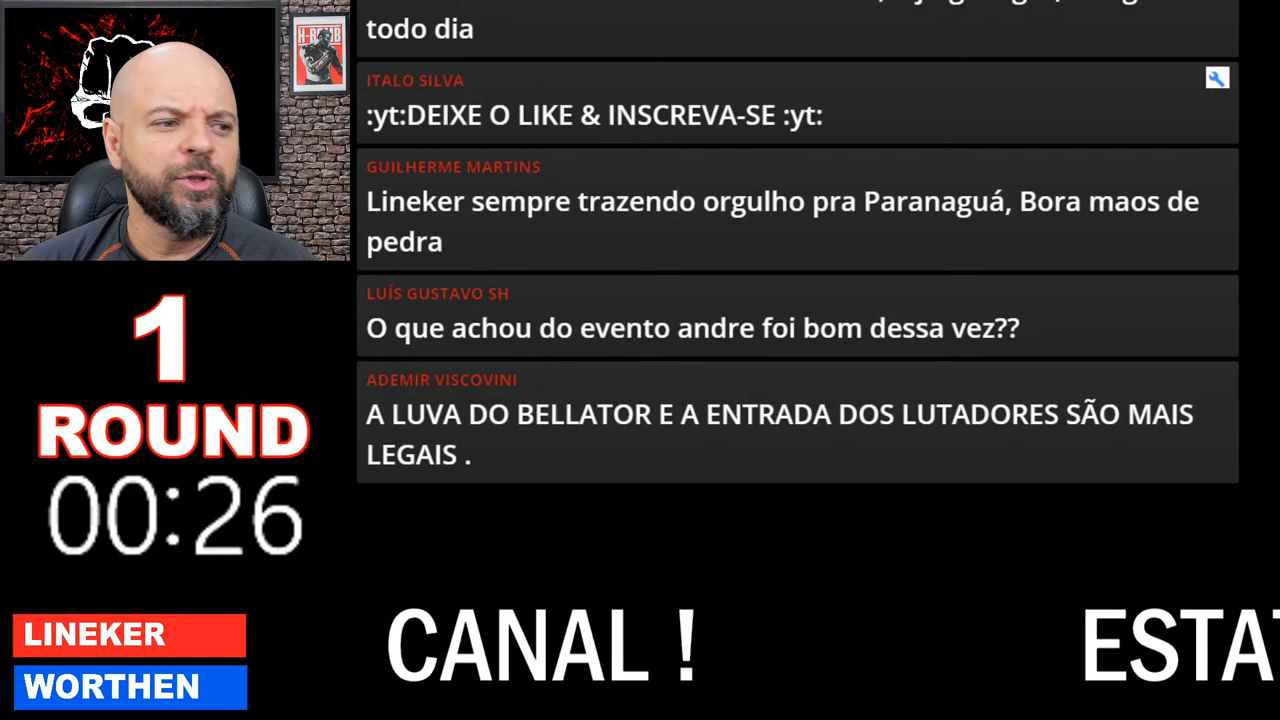 todo dia
ITALO SILVA
:yt:DEIXE O LIKE & INSCREVA-SE :yt:
GUILHERME MARTINS
Lineker sempre trazendo orgulho pra Paranaguá, Bora maos de
pedra
LUÍS GUSTAVO SH
O que achou do evento andre foi bom dessa vez??
ADEMIR VISCOVINI
A LUVA DO BELLATOR E A ENTRADA DOS LUTADORES SÃO MAIS
LEGAIS .
H-BOMB
1
ROUND
00:26
LINEKER
WORTHEN
CANAL !